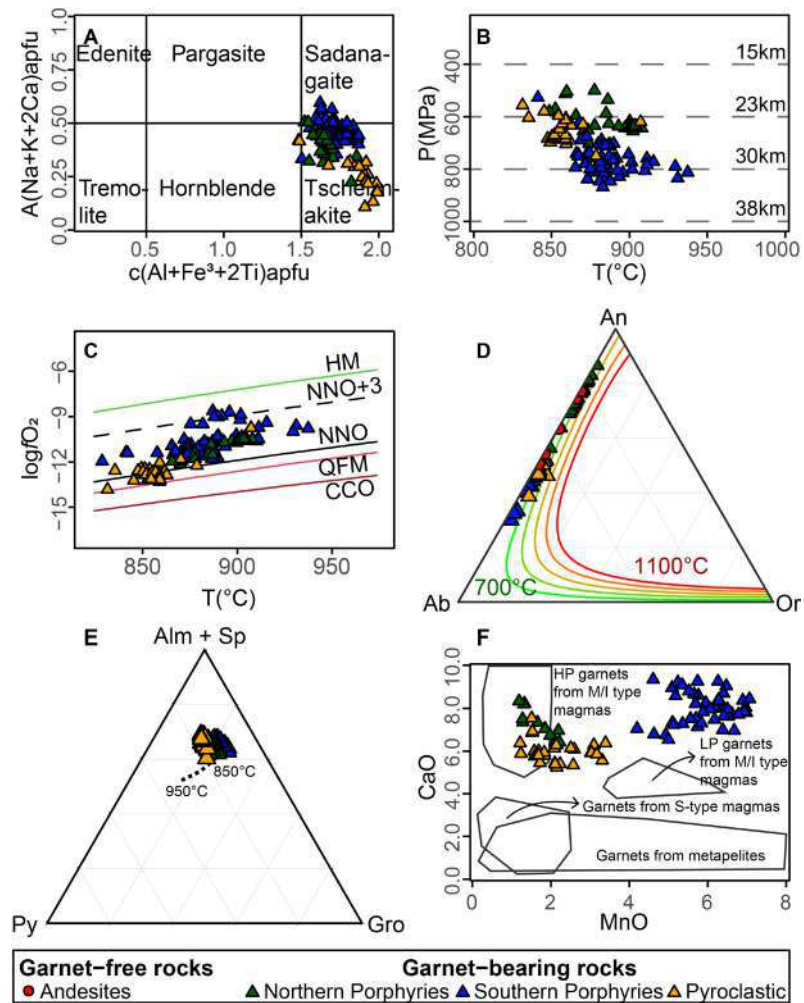 A
Edenite
Pargasite
Sadana-
gaite
Tremo-
lite
Hornblende
Tscherm-
akite
A(Na+K+2Ca)apfu
0.0
0.25
0.50
0.75
1.0
0.5
1.0
1.5
2.0
c(Al+Fe³+2Ti)apfu
B
P(MPa)
400
600
800
1000
15km
23km
30km
38km
800
850
900
950
1000
T(°C)
C
logfO₂
−6
−9
−12
−15
HM
NNO+3
NNO
QFM
CCO
850
900
950
T(°C)
D
An
Ab
Or
700°C
1100°C
E
Alm + Sp
850°C
950°C
Py
Gro
F
CaO
10.0
8.0
6.0
4.0
2.0
0.0
HP garnets
from M/I type
magmas
LP garnets
from M/I type
magmas
Garnets from S-type magmas
Garnets from metapelites
0
2
4
6
8
MnO
Garnet−free rocks
Garnet−bearing rocks
Andesites
Northern Porphyries
Southern Porphyries
Pyroclastic